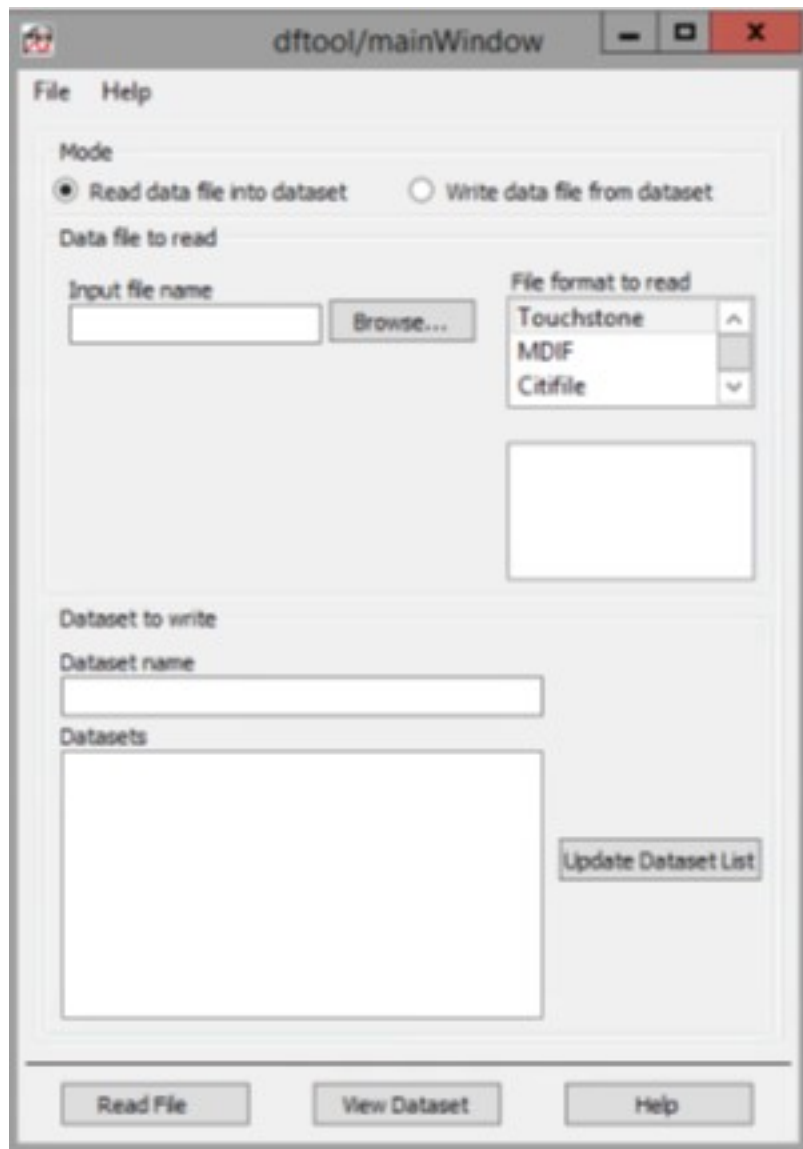 dftool/mainWindow
File Help
Mode
Read data file into dataset Write data file from dataset
Data file to read
Input file name
Browse...
File format to read
Touchstone
MDIF
Citifile
Dataset to write
Dataset name
Datasets
Update Dataset List
Read File View Dataset Help